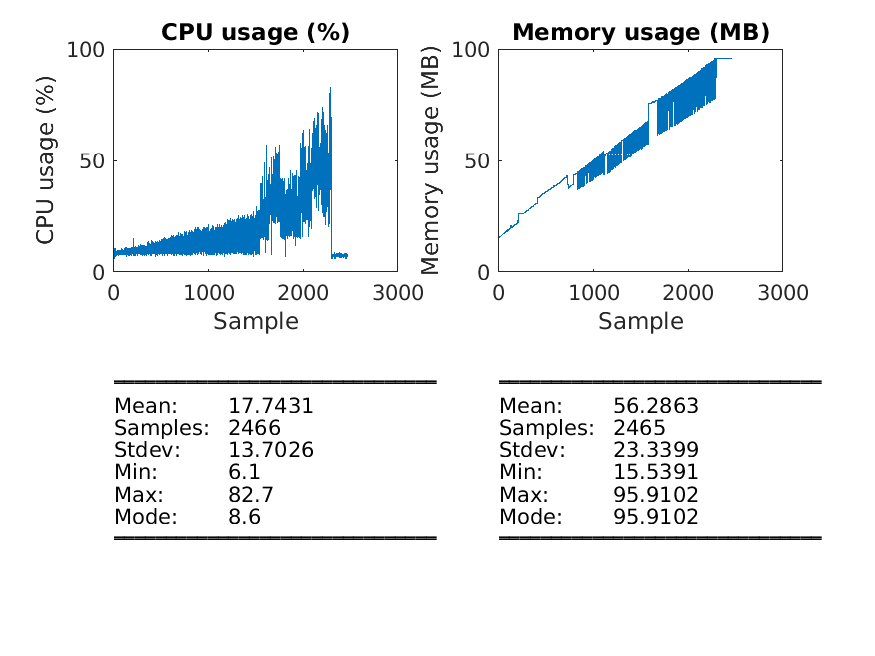 CPU usage (%)
CPU usage (%)
100
50
0
0 1000 2000 3000
Sample
Memory usage (MB)
Memory usage (MB)
100
50
0
0 1000 2000 3000
Sample
Mean: 17.7431
Samples: 2466
Stdev: 13.7026
Min: 6.1
Max: 82.7
Mode: 8.6
Mean: 56.2863
Samples: 2465
Stdev: 23.3399
Min: 15.5391
Max: 95.9102
Mode: 95.9102